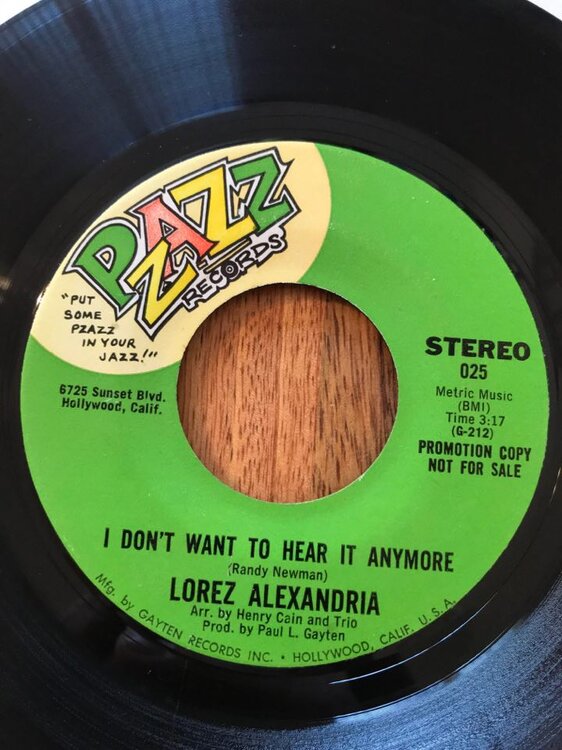 PZAZZ
RECORDS
"PUT
SOME
PZAZZ
IN YOUR
JAZZ!"
6725 Sunset Blvd.
Hollywood, Calif.
STEREO
025
Metric Music
(BMI)
Time 3:17
(G-212)
PROMOTION COPY
NOT FOR SALE
I DON'T WANT TO HEAR IT ANYMORE
(Randy Newman)
LOREZ ALEXANDRIA
Arr. by Henry Cain and Trio
Prod. by Paul L. Gayten
Mfg. by GAYTEN RECORDS INC. • HOLLYWOOD, CALIF. U.S.A.